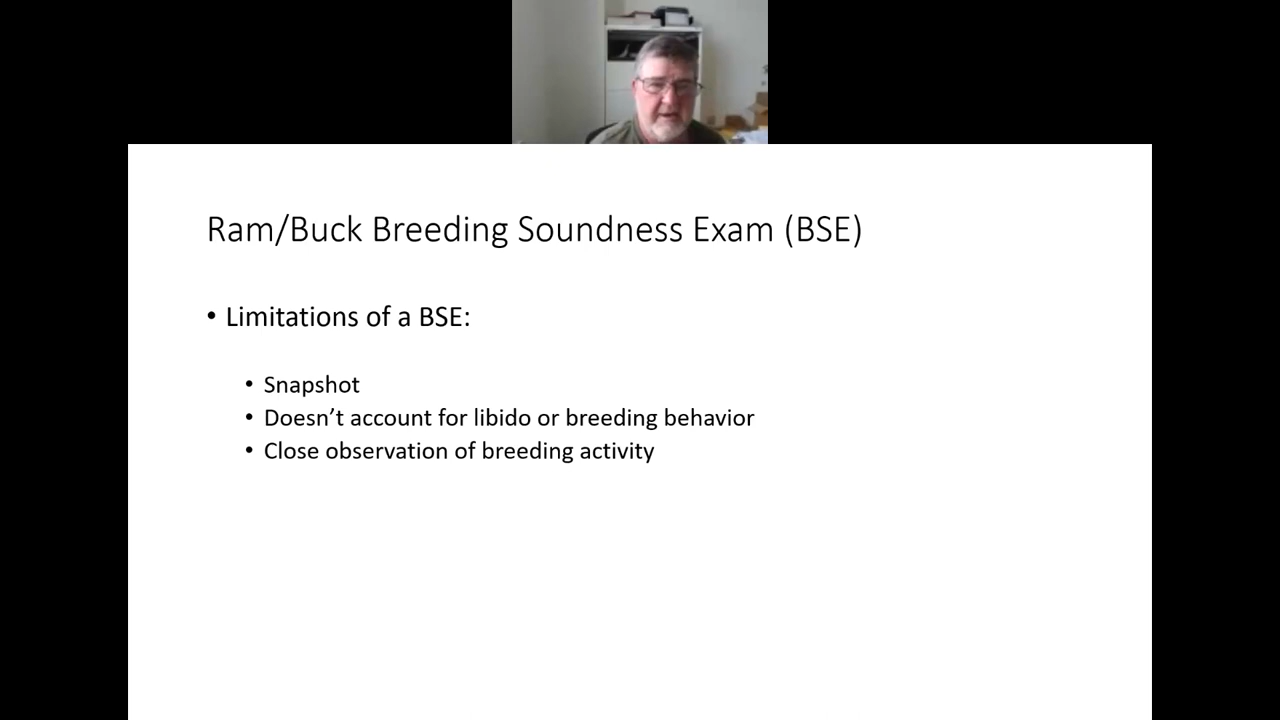 Ram/Buck Breeding Soundness Exam (BSE)
• Limitations of a BSE:
• Snapshot
• Doesn’t account for libido or breeding behavior
• Close observation of breeding activity